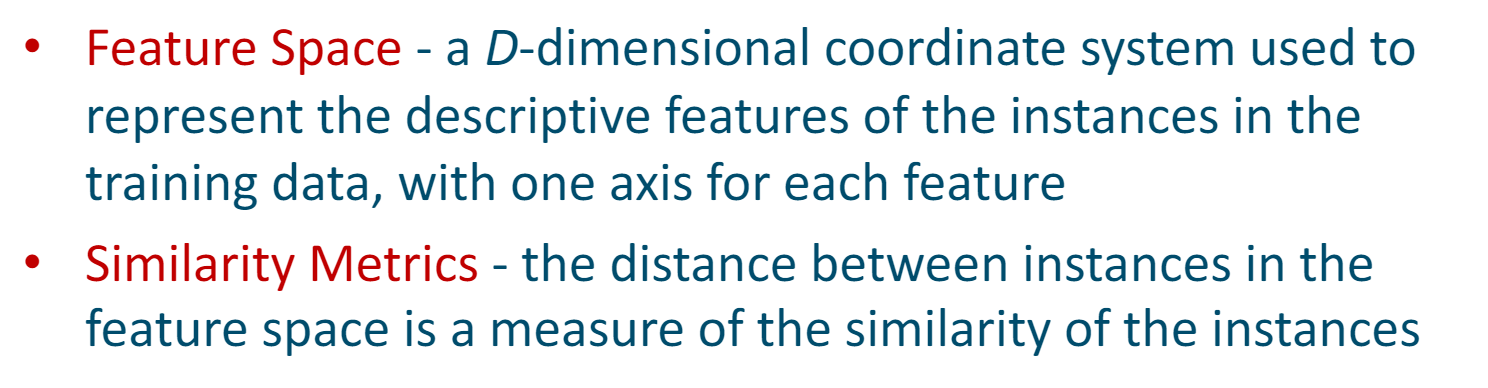 • Feature Space - a D-dimensional coordinate system used to
represent the descriptive features of the instances in the
training data, with one axis for each feature
• Similarity Metrics - the distance between instances in the
feature space is a measure of the similarity of the instances